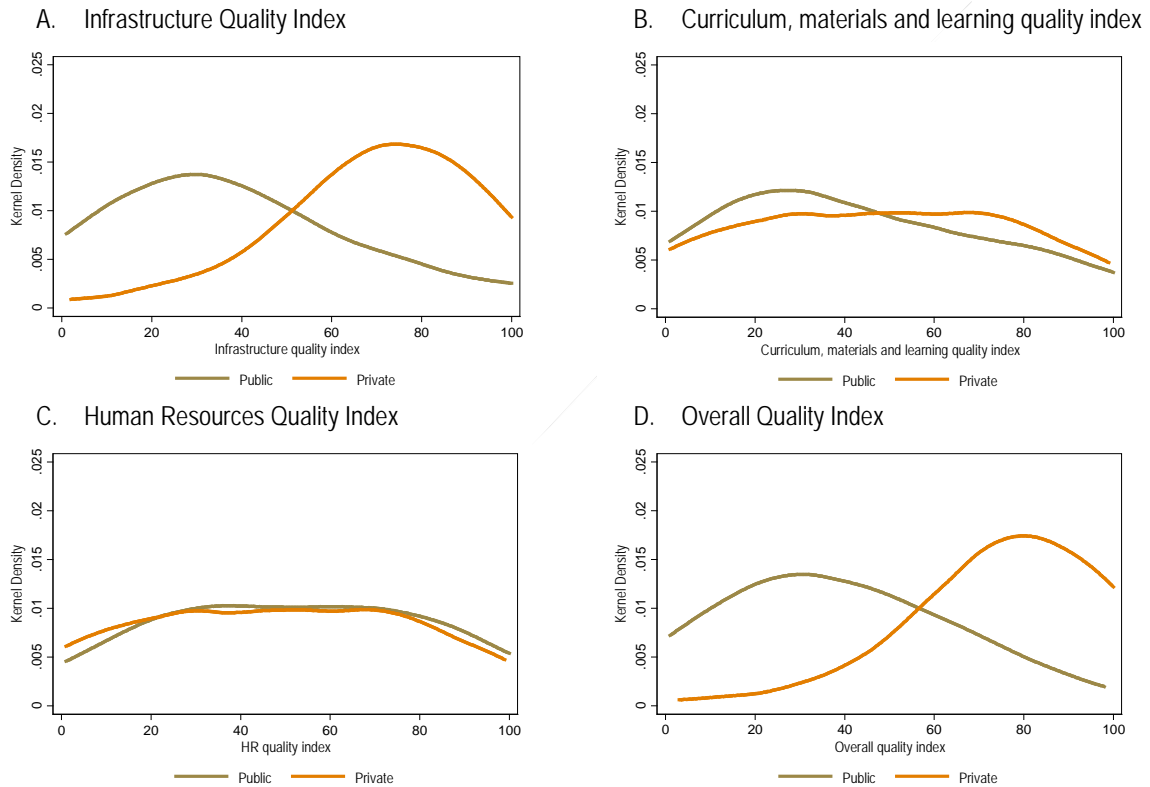 A. Infrastructure Quality Index
Kernel Density
.025
.02
.015
.01
.005
0
0 20 40 60 80 100
Infrastructure quality index
Public Private
B. Curriculum, materials and learning quality index
Kernel Density
.025
.02
.015
.01
.005
0
0 20 40 60 80 100
Curriculum, materials and learning quality index
Public Private
C. Human Resources Quality Index
Kernel Density
.025
.02
.015
.01
.005
0
0 20 40 60 80 100
HR quality index
Public Private
D. Overall Quality Index
Kernel Density
.025
.02
.015
.01
.005
0
0 20 40 60 80 100
Overall quality index
Public Private